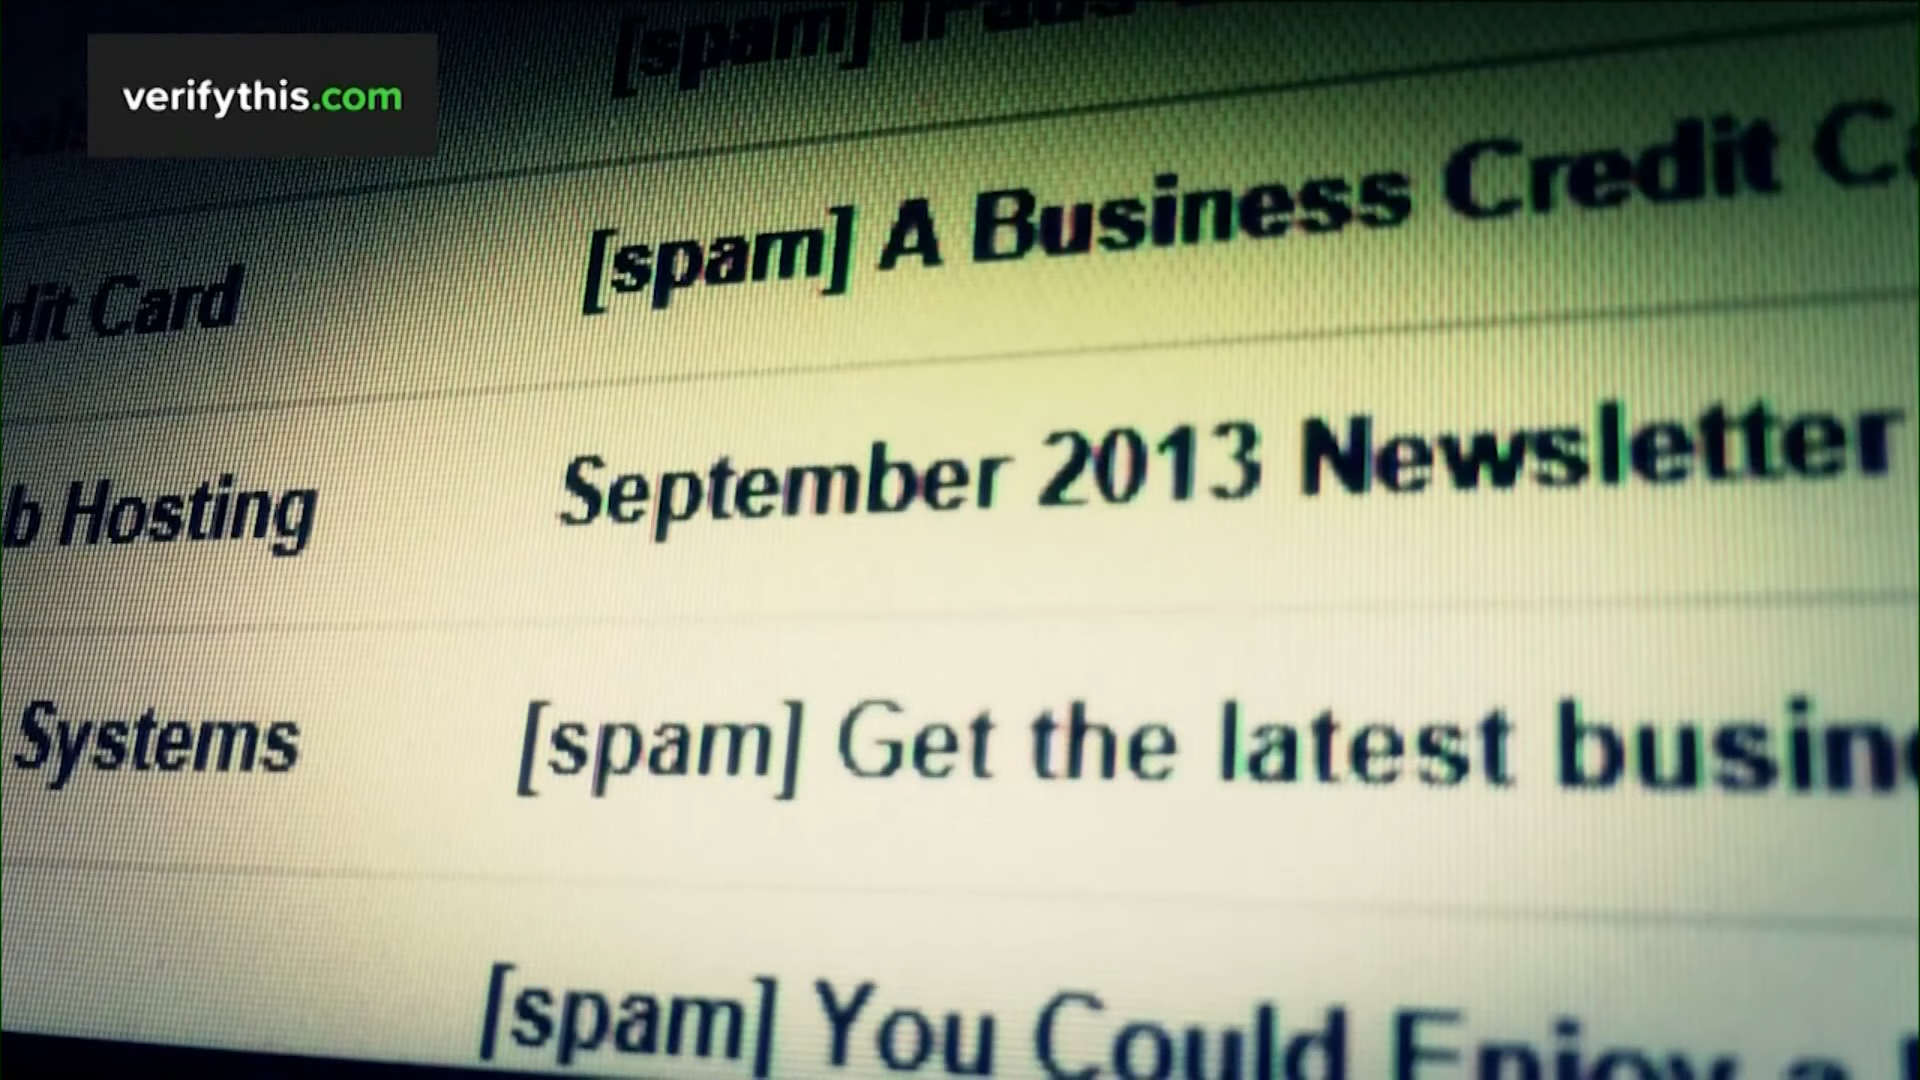 verifythis.com
[spam]
dit Card [spam] A Business Credit
b Hosting September 2013 Newsletter
Systems [spam] Get the latest busin
[spam] You Could Enjoy a